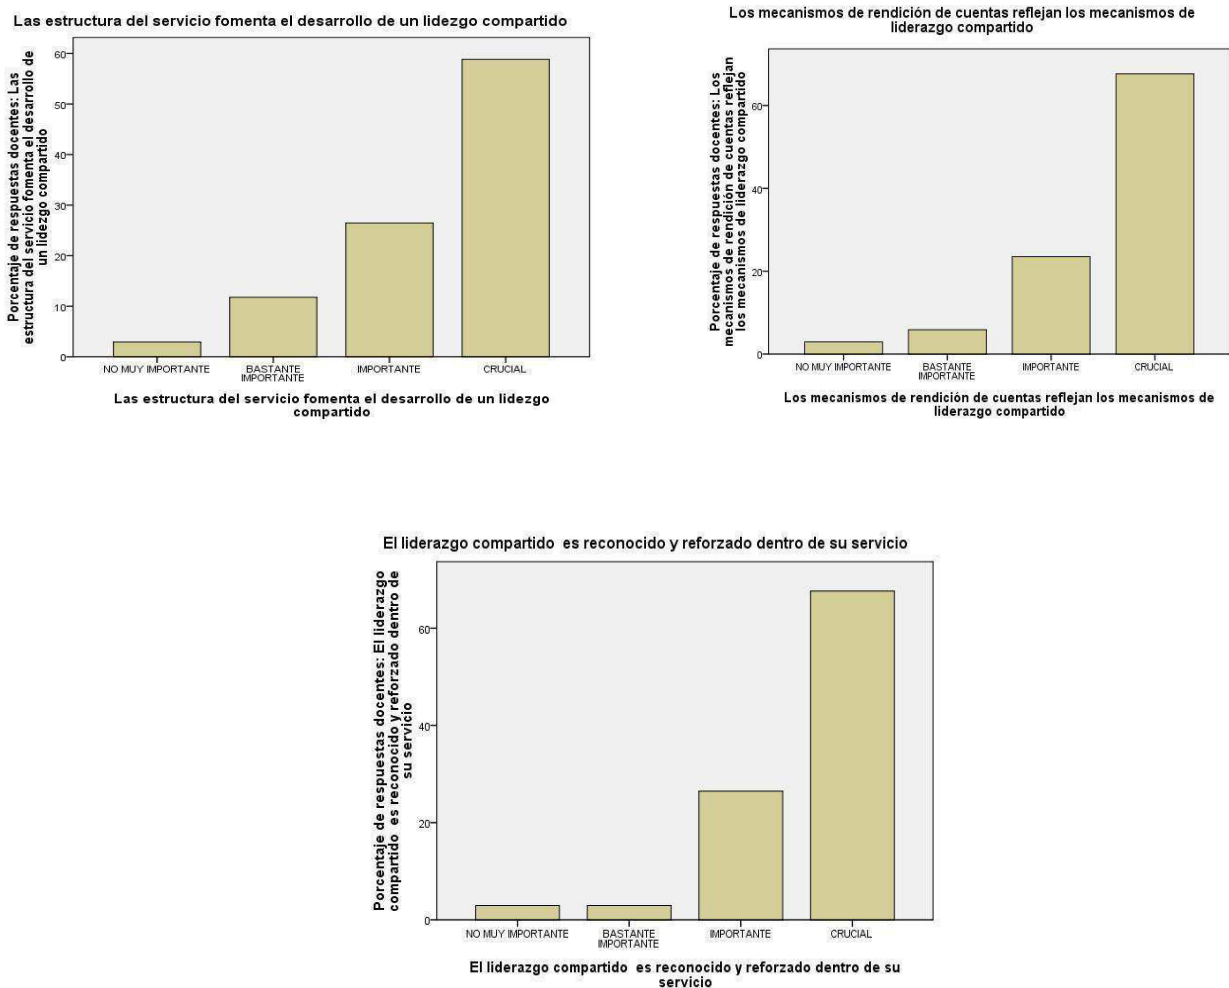 Las estructura del servicio fomenta el desarrollo de un lidezgo compartido
Porcentaje de respuestas docentes: Las
estructura del servicio fomenta el desarrollo de
un lidezgo compartido
60
50
40
30
20
10
0
NO MUY IMPORTANTE
BASTANTE
IMPORTANTE
IMPORTANTE
CRUCIAL
Las estructura del servicio fomenta el desarrollo de un lidezgo
compartido
Los mecanismos de rendición de cuentas reflejan los mecanismos de
liderazgo compartido
Porcentaje de respuestas docentes: Los
mecanismos de rendición de cuentas reflejan
los mecanismos de liderazgo compartido
60
40
20
0
NO MUY IMPORTANTE
BASTANTE
IMPORTANTE
IMPORTANTE
CRUCIAL
Los mecanismos de rendición de cuentas reflejan los mecanismos de
liderazgo compartido
El liderazgo compartido es reconocido y reforzado dentro de su servicio
Porcentaje de respuestas docentes: El liderazgo
compartido es reconocido y reforzado dentro de
su servicio
60
40
20
0
NO MUY IMPORTANTE
BASTANTE
IMPORTANTE
IMPORTANTE
CRUCIAL
El liderazgo compartido es reconocido y reforzado dentro de su
servicio